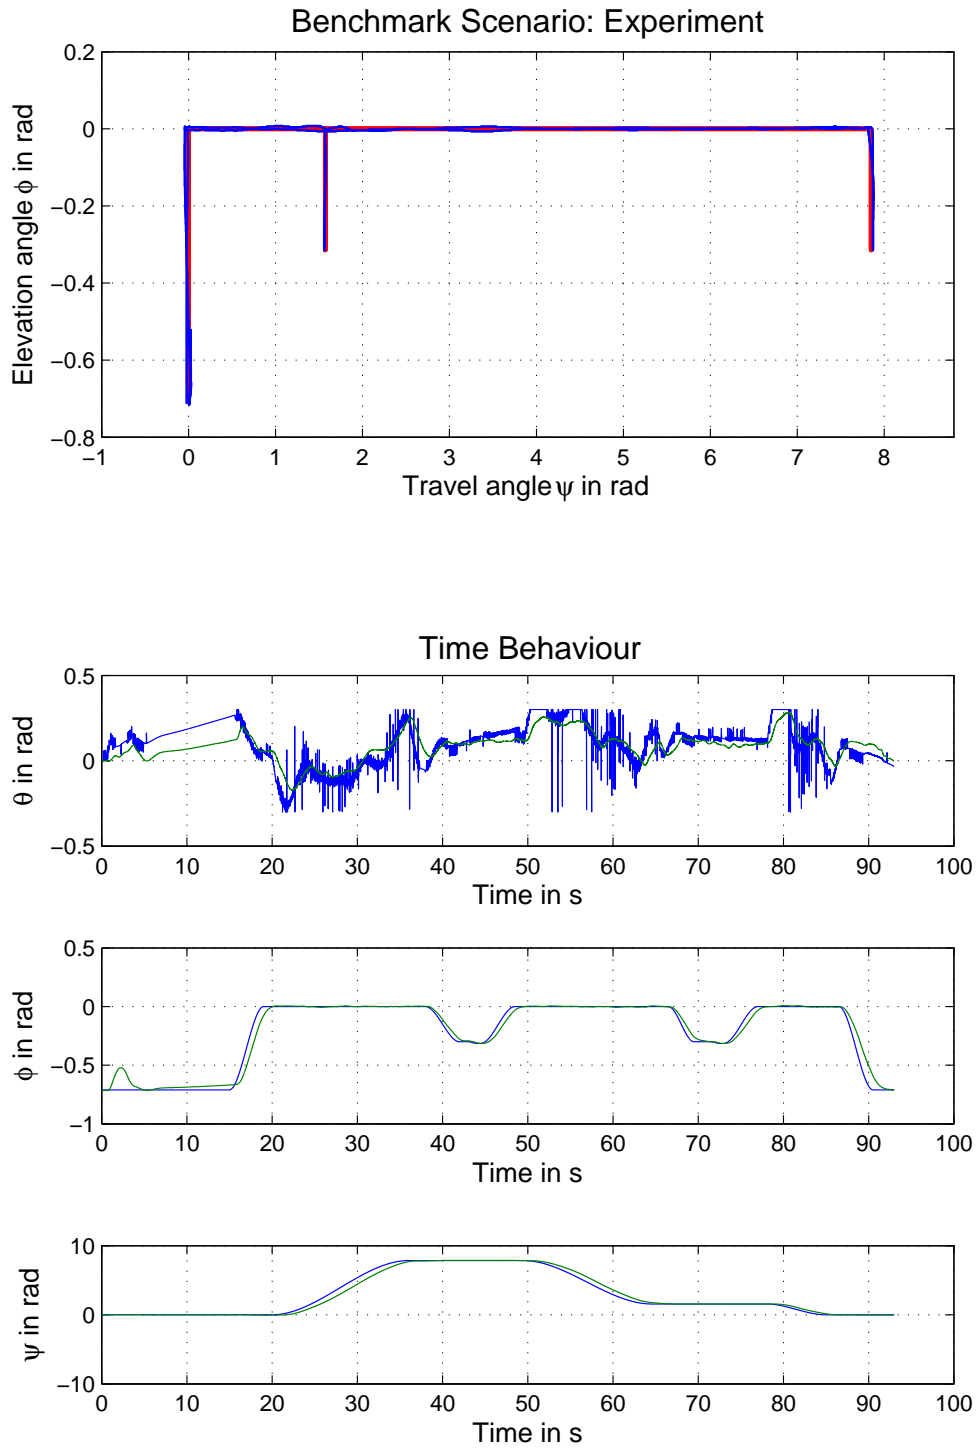 Benchmark Scenario: Experiment
0.2
0
−0.2
−0.4
−0.6
−0.8
Elevation angle ϕ in rad
−1 0 1 2 3 4 5 6 7 8
Travel angle ψ in rad
Time Behaviour
0.5
0
−0.5
θ in rad
0 10 20 30 40 50 60 70 80 90 100
Time in s
0.5
0
−0.5
−1
ϕ in rad
0 10 20 30 40 50 60 70 80 90 100
Time in s
10
0
−10
ψ in rad
0 10 20 30 40 50 60 70 80 90 100
Time in s